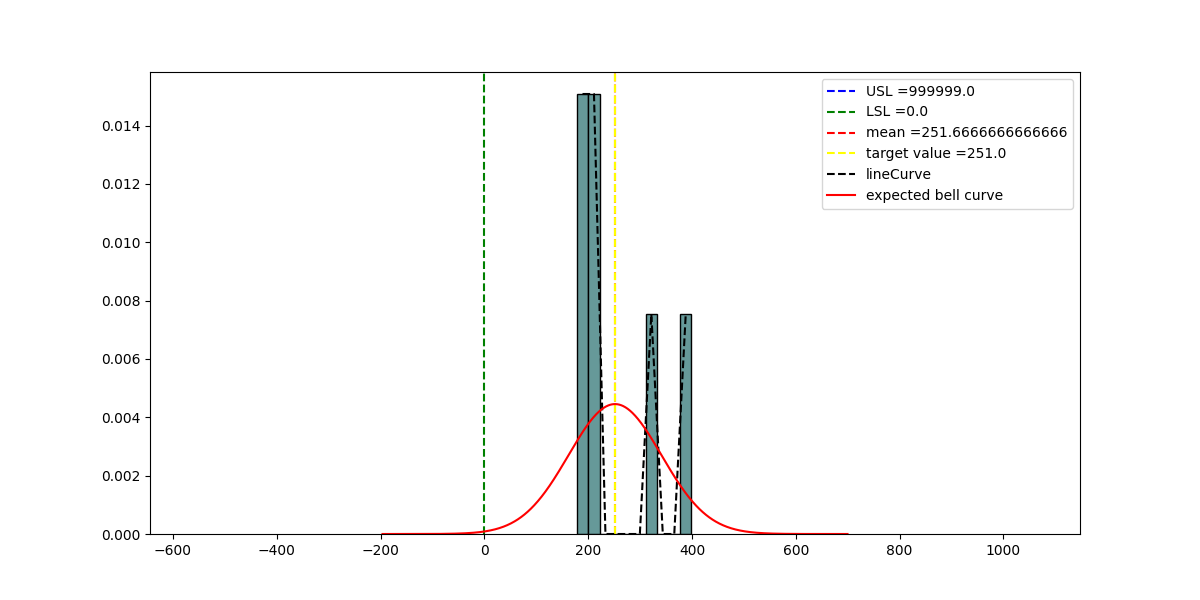 USL =999999.0
LSL =0.0
mean =251.6666666666666
target value =251.0
lineCurve
expected bell curve
0.014
0.012
0.010
0.008
0.006
0.004
0.002
0.000
−600 −400 −200 0 200 400 600 800 1000